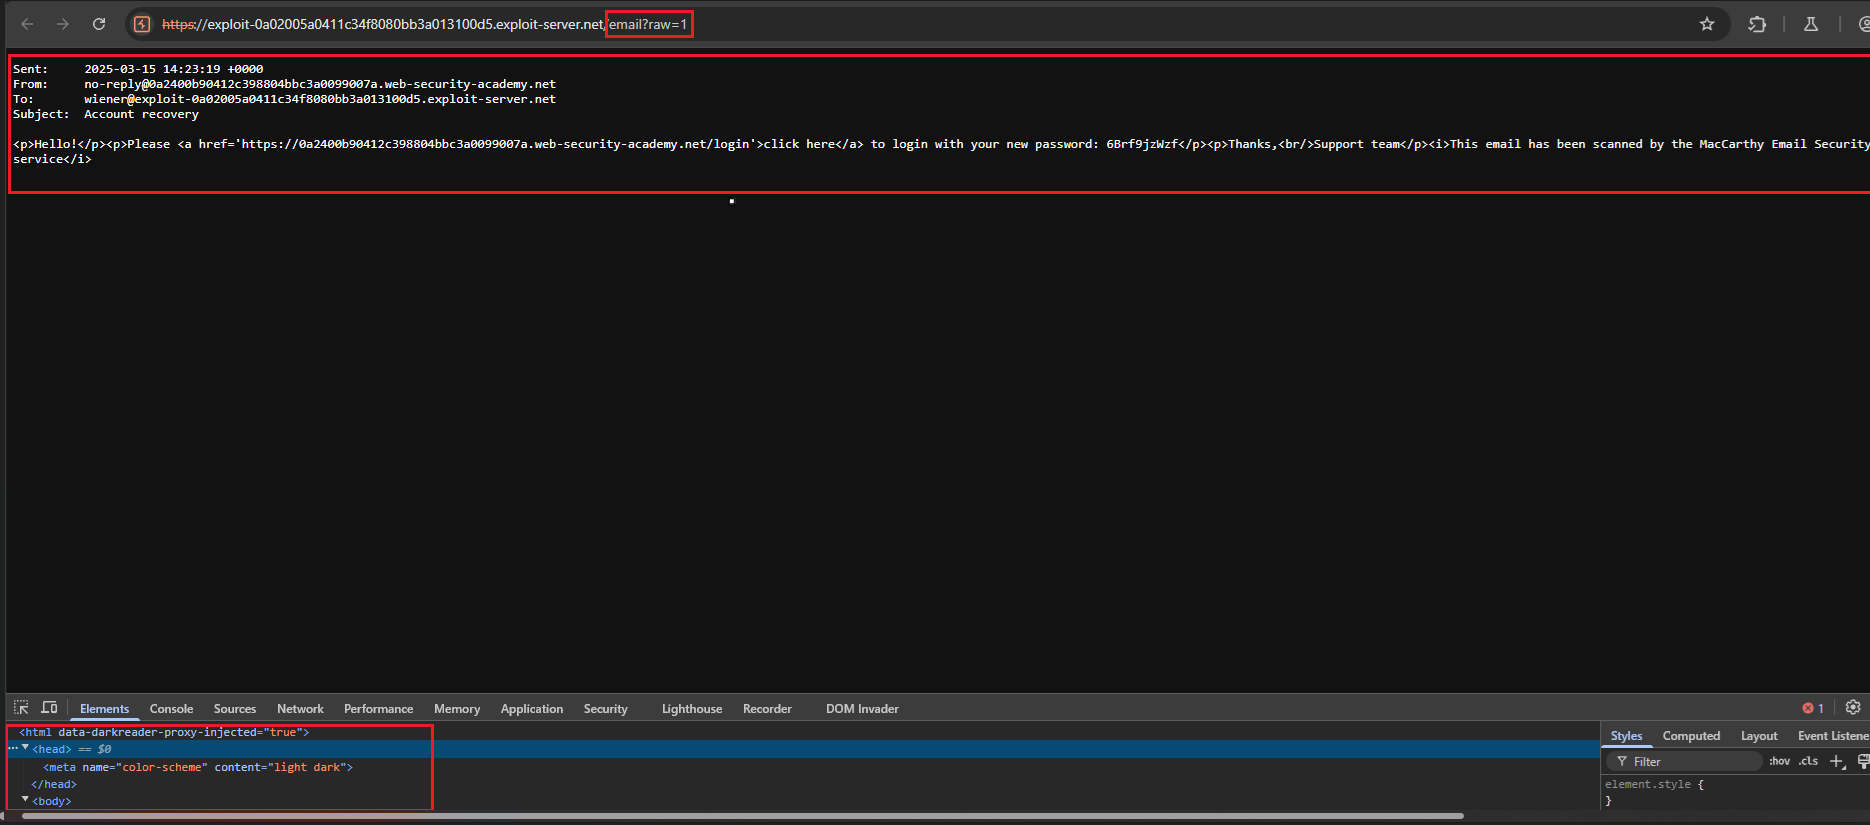 https://exploit-0a02005a0411c34f8080bb3a013100d5.exploit-server.net/email?raw=1
Sent:     2025-03-15 14:23:19 +0000
From:     no-reply@0a2400b90412c398804bbc3a0099007a.web-security-academy.net
To:       wiener@exploit-0a02005a0411c34f8080bb3a013100d5.exploit-server.net
Subject:  Account recovery
<p>Hello!</p><p>Please <a href='https://0a2400b90412c398804bbc3a0099007a.web-security-academy.net/login'>click here</a> to login with your new password: 6Brf9jzWzf</p><p>Thanks,<br/>Support team</p><i>This email has been scanned by the MacCarthy Email Security
service</i>
Elements Console Sources Network Performance Memory Application Security Lighthouse Recorder DOM Invader 1
<html data-darkreader-proxy-injected="true">
<head> == $0
<meta name="color-scheme" content="light dark">
</head>
<body>
Styles Computed Layout Event Listene
Filter :hov .cls
element.style {
}